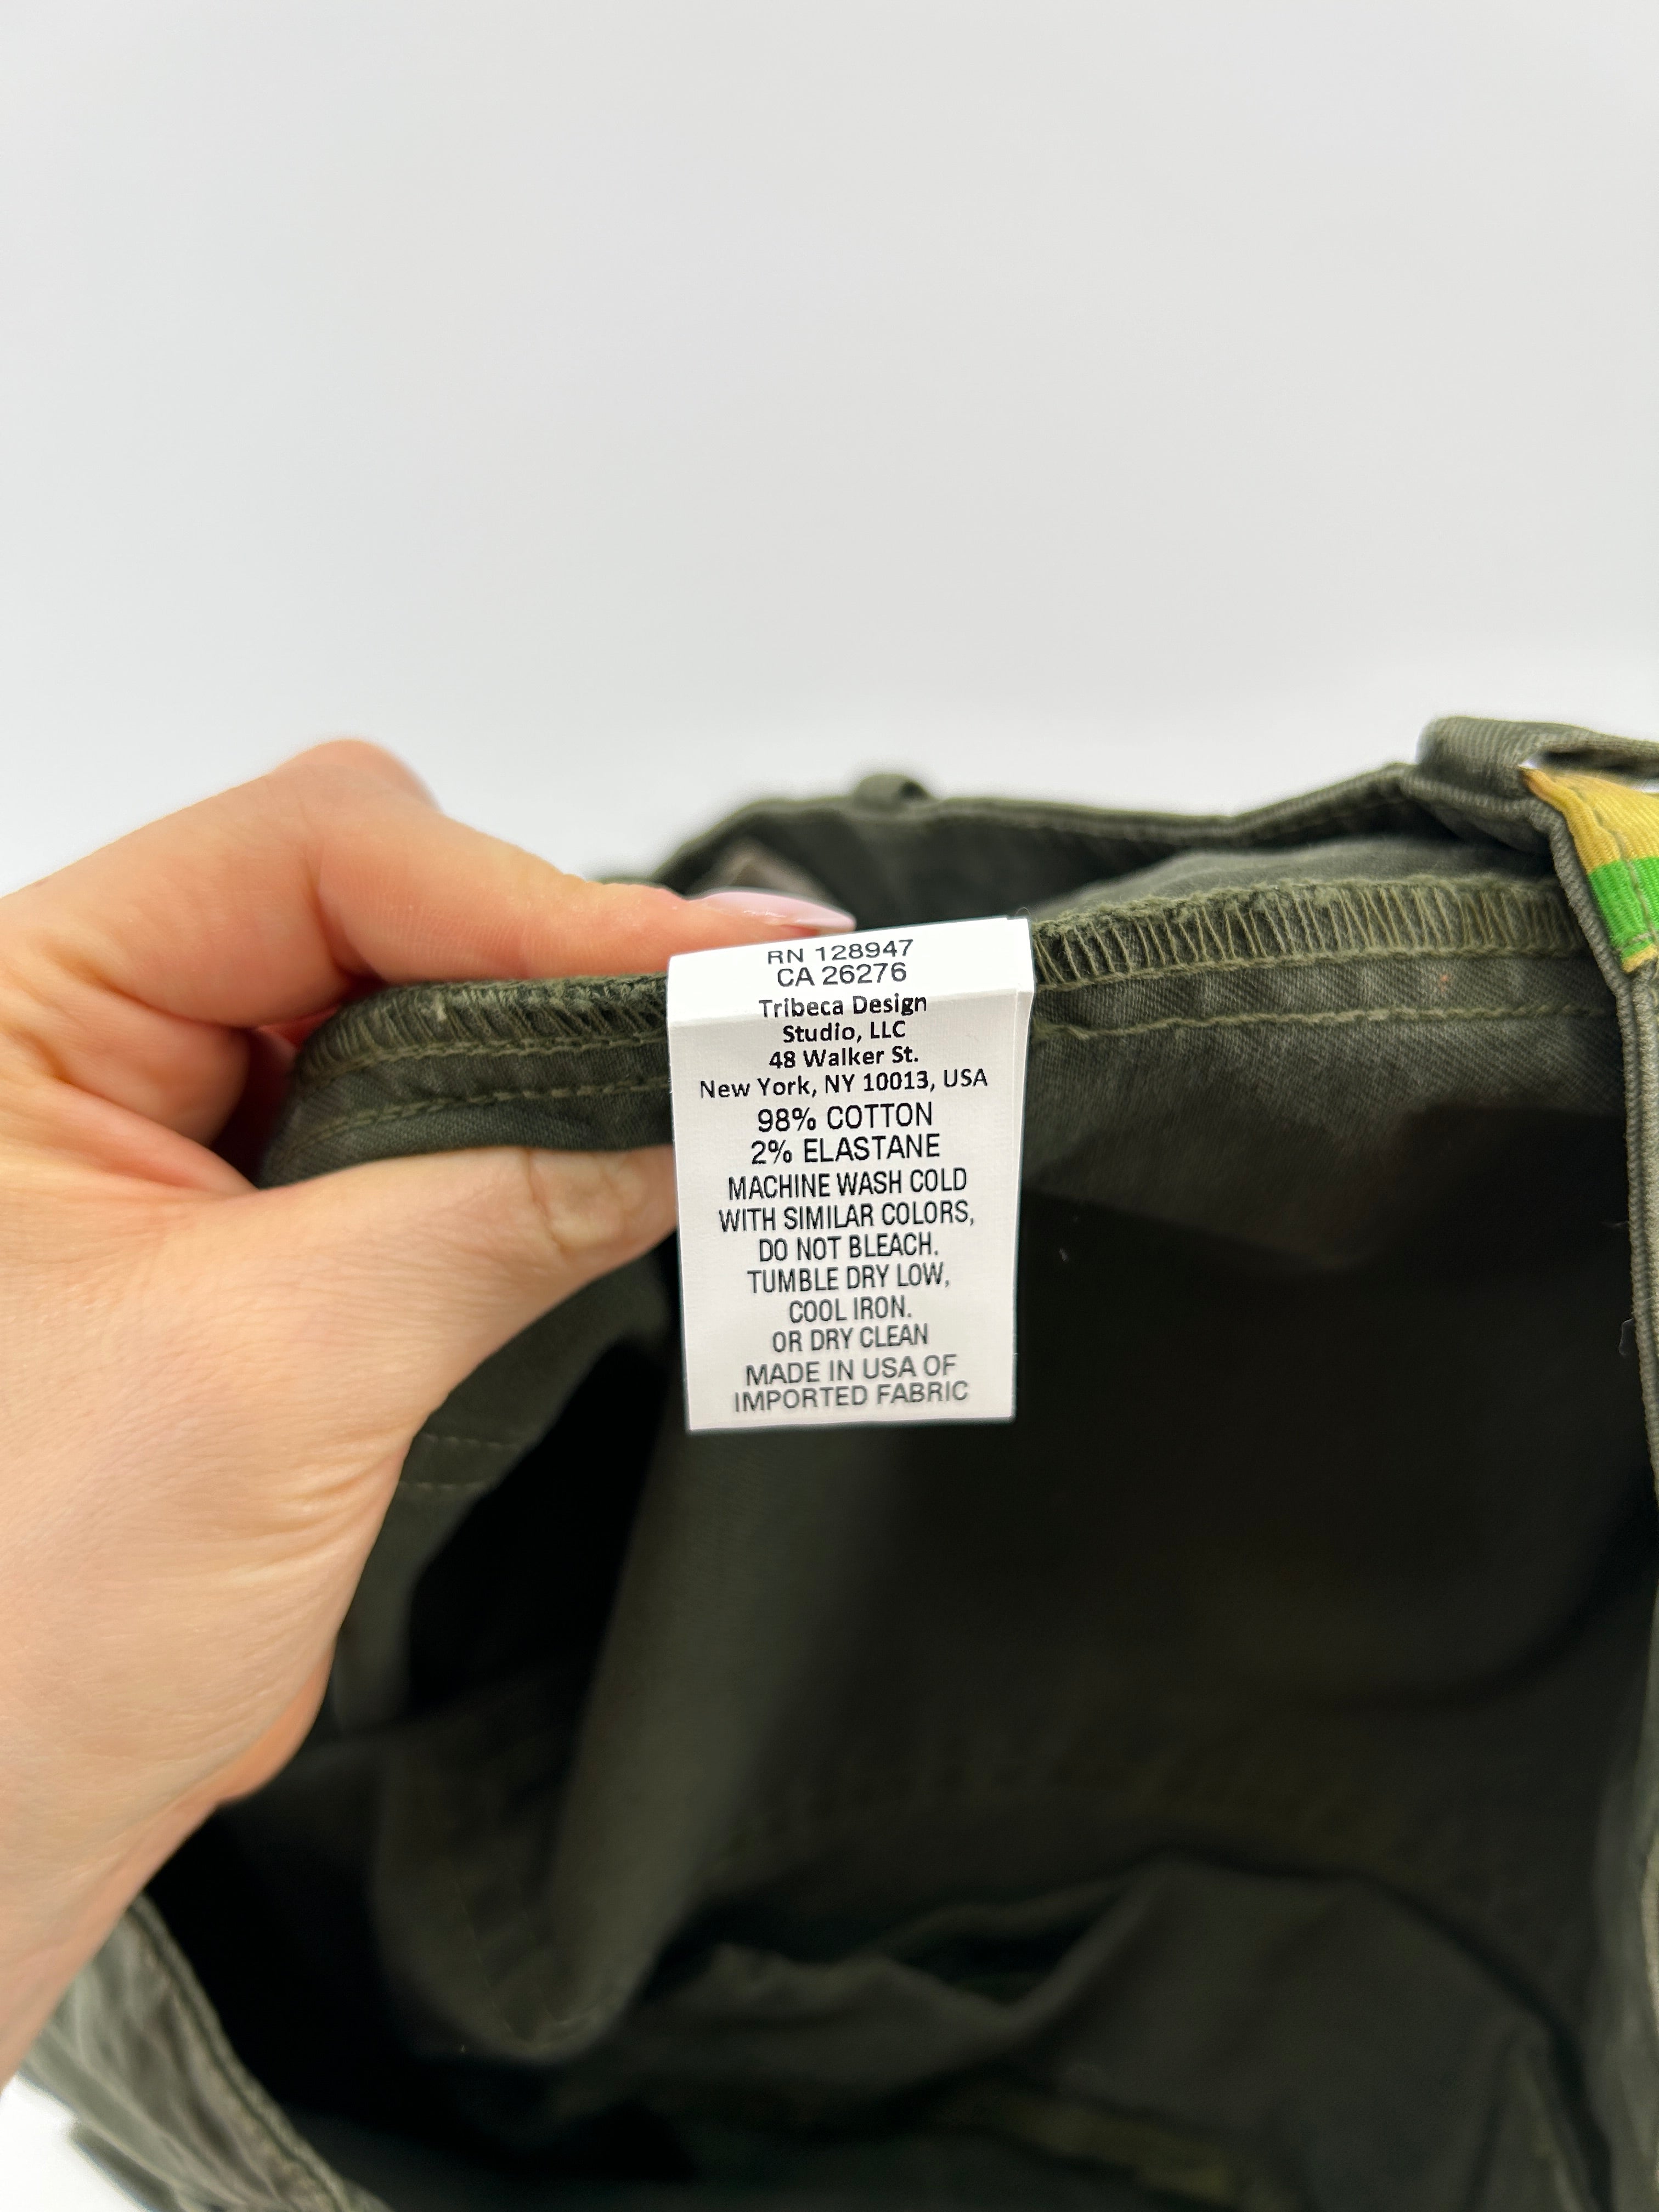 RN 128947
CA 26276
Tribeca Design
Studio, LLC
48 Walker St.
New York, NY 10013, USA
98% COTTON
2% ELASTANE
MACHINE WASH COLD
WITH SIMILAR COLORS,
DO NOT BLEACH.
TUMBLE DRY LOW,
COOL IRON.
OR DRY CLEAN
MADE IN USA OF
IMPORTED FABRIC